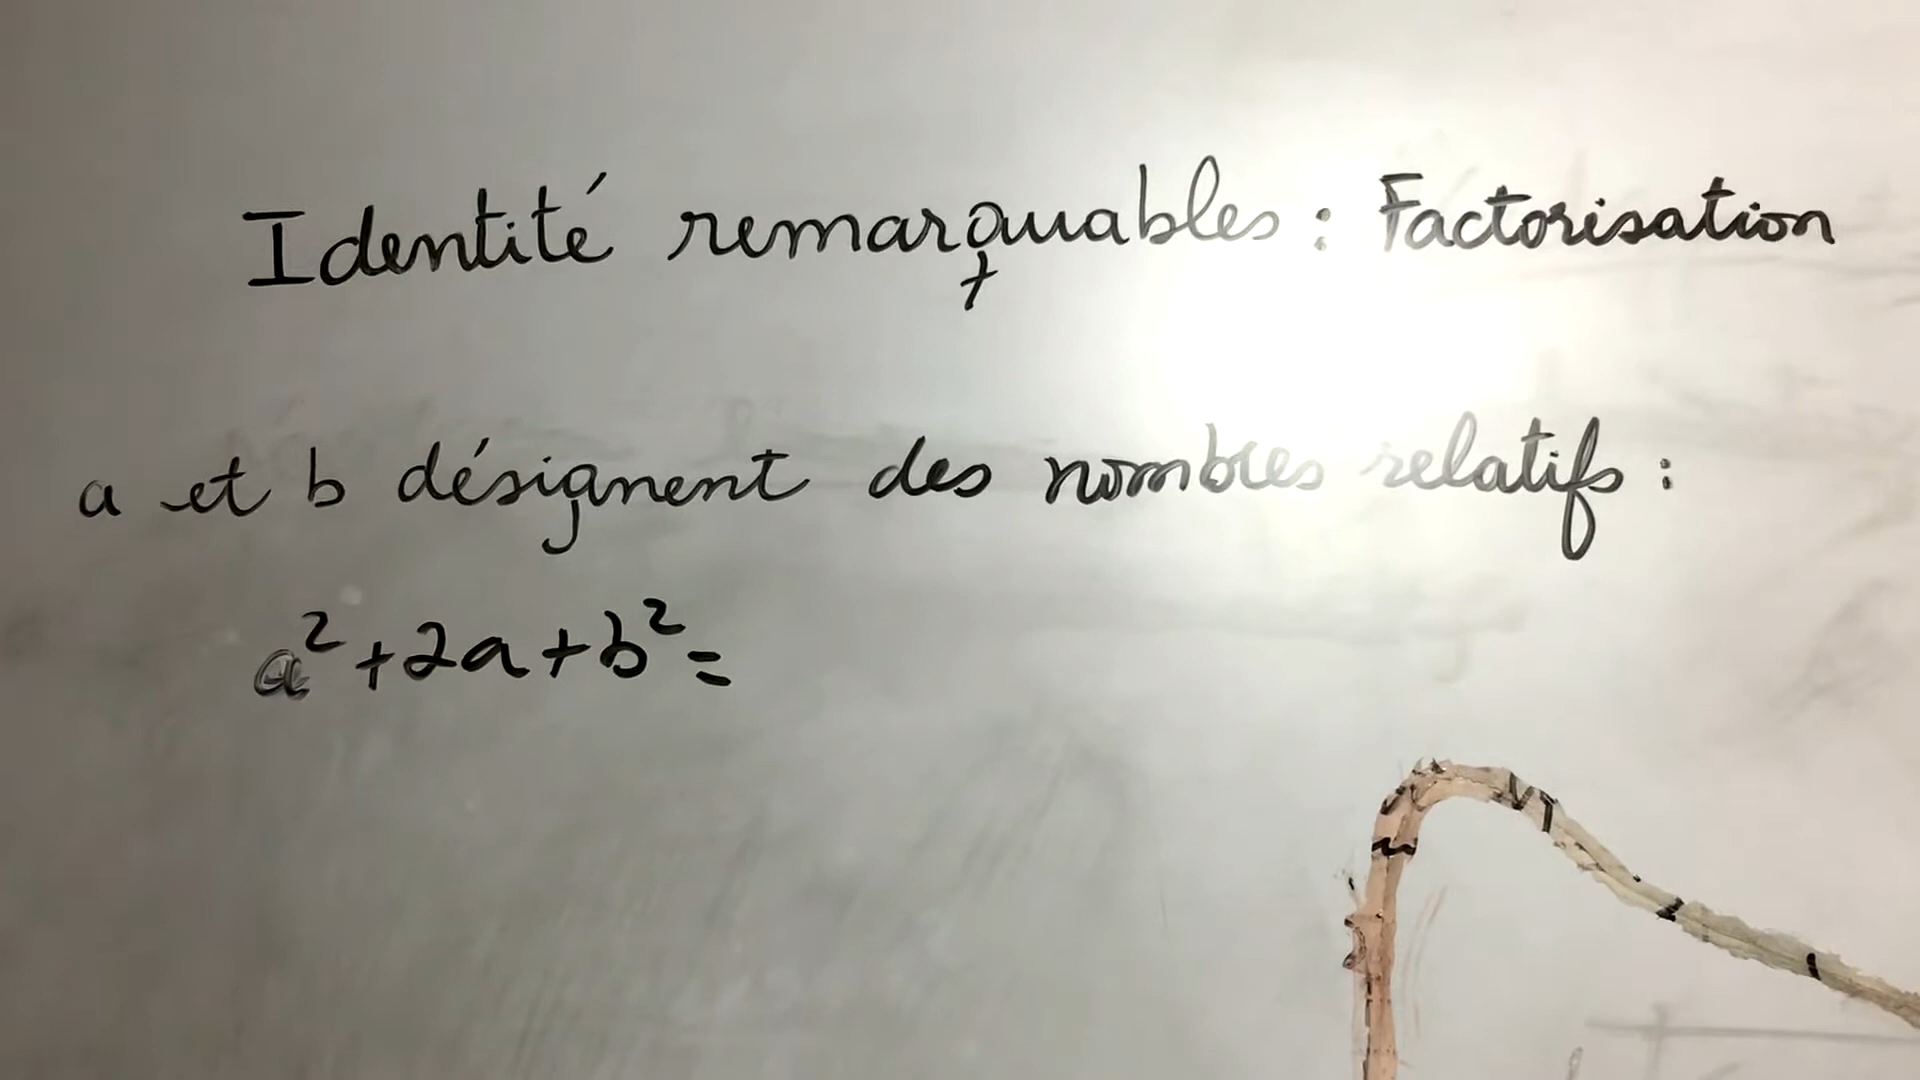 Identité remarquables : Factorisation
a et b désignent des nombres relatifs :
a²+2a+b²=